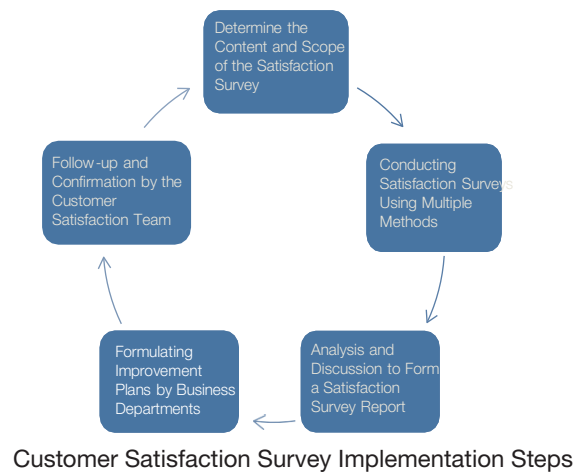 Determine the
Content and Scope
of the Satisfaction
Survey
Conducting
Satisfaction Surveys
Using Multiple
Methods
Analysis and
Discussion to Form
a Satisfaction
Survey Report
Formulating
Improvement
Plans by Business
Departments
Follow-up and
Confirmation by the
Customer
Satisfaction Team
Customer Satisfaction Survey Implementation Steps